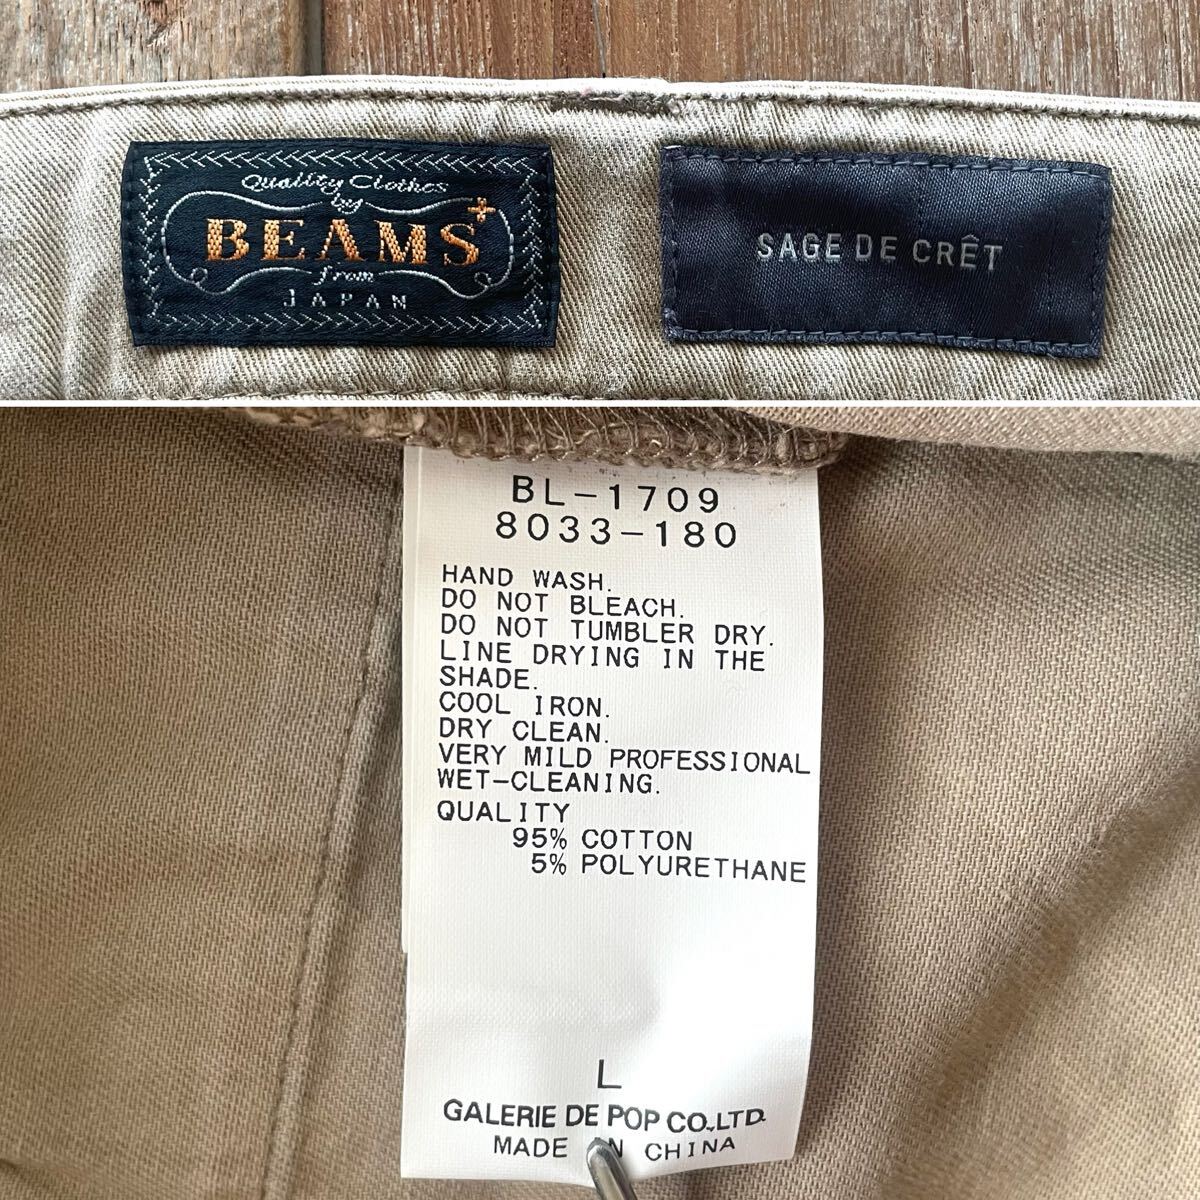 Quality Clothes
by
BEAMS+
from
JAPAN
SAGE DE CRÊT
BL-1709
8033-180
HAND WASH.
DO NOT BLEACH.
DO NOT TUMBLER DRY.
LINE DRYING IN THE
SHADE.
COOL IRON.
DRY CLEAN.
VERY MILD PROFESSIONAL
WET-CLEANING.
QUALITY
95% COTTON
5% POLYURETHANE
L
GALERIE DE POP CO.,LTD.
MADE IN CHINA